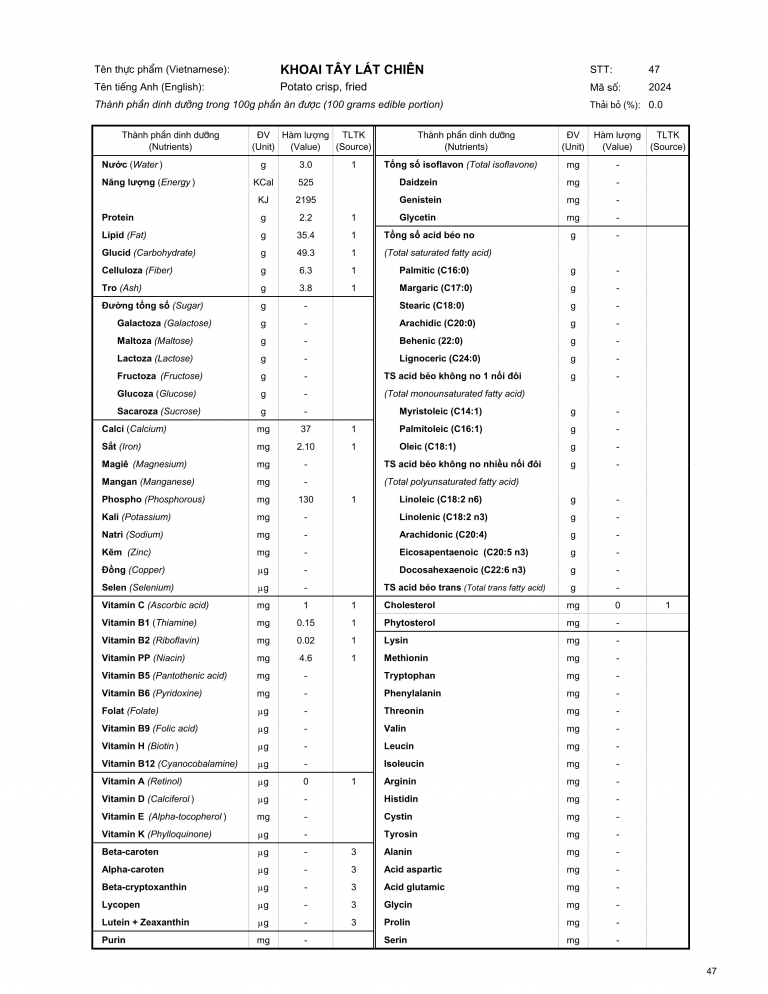 Tên thực phẩm (Vietnamese): KHOAI TÂY LÁT CHIÊN STT: 47
Tên tiếng Anh (English): Potato crisp, fried Mã số: 2024
Thành phần dinh dưỡng trong 100g phần ăn được (100 grams edible portion) Thải bỏ (%): 0.0
Thành phần dinh dưỡng ĐV Hàm lượng TLTK Thành phần dinh dưỡng ĐV Hàm lượng TLTK
(Nutrients) (Unit) (Value) (Source) (Nutrients) (Unit) (Value) (Source)
Nước (Water) g 3.0 1 Tổng số isoflavon (Total isoflavone) mg -
Năng lượng (Energy) KCal 525 Daidzein mg -
KJ 2195 Genistein mg -
Protein g 2.2 1 Glycetin mg -
Lipid (Fat) g 35.4 1 Tổng số acid béo no g -
Glucid (Carbohydrate) g 49.3 1 (Total saturated fatty acid)
Celluloza (Fiber) g 6.3 1 Palmitic (C16:0) g -
Tro (Ash) g 3.8 1 Margaric (C17:0) g -
Đường tổng số (Sugar) g - Stearic (C18:0) g -
Galactoza (Galactose) g - Arachidic (C20:0) g -
Maltoza (Maltose) g - Behenic (22:0) g -
Lactoza (Lactose) g - Lignoceric (C24:0) g -
Fructoza (Fructose) g - TS acid béo không no 1 nối đôi g -
Glucoza (Glucose) g - (Total monounsaturated fatty acid)
Sacaroza (Sucrose) g - Myristoleic (C14:1) g -
Calci (Calcium) mg 37 1 Palmitoleic (C16:1) g -
Sắt (Iron) mg 2.10 1 Oleic (C18:1) g -
Magiê (Magnesium) mg - TS acid béo không no nhiều nối đôi g -
Mangan (Manganese) mg - (Total polyunsaturated fatty acid)
Phospho (Phosphorous) mg 130 1 Linoleic (C18:2 n6) g -
Kali (Potassium) mg - Linolenic (C18:2 n3) g -
Natri (Sodium) mg - Arachidonic (C20:4) g -
Kẽm (Zinc) mg - Eicosapentaenoic (C20:5 n3) g -
Đồng (Copper) μg - Docosahexaenoic (C22:6 n3) g -
Selen (Selenium) μg - TS acid béo trans (Total trans fatty acid) g -
Vitamin C (Ascorbic acid) mg 1 1 Cholesterol mg 0 1
Vitamin B1 (Thiamine) mg 0.15 1 Phytosterol mg -
Vitamin B2 (Riboflavin) mg 0.02 1 Lysin mg -
Vitamin PP (Niacin) mg 4.6 1 Methionin mg -
Vitamin B5 (Pantothenic acid) mg - Tryptophan mg -
Vitamin B6 (Pyridoxine) mg - Phenylalanin mg -
Folat (Folate) μg - Threonin mg -
Vitamin B9 (Folic acid) μg - Valin mg -
Vitamin H (Biotin) μg - Leucin mg -
Vitamin B12 (Cyanocobalamine) μg - Isoleucin mg -
Vitamin A (Retinol) μg 0 1 Arginin mg -
Vitamin D (Calciferol) μg - Histidin mg -
Vitamin E (Alpha-tocopherol) mg - Cystin mg -
Vitamin K (Phylloquinone) μg - Tyrosin mg -
Beta-caroten μg - 3 Alanin mg -
Alpha-caroten μg - 3 Acid aspartic mg -
Beta-cryptoxanthin μg - 3 Acid glutamic mg -
Lycopen μg - 3 Glycin mg -
Lutein + Zeaxanthin μg - 3 Prolin mg -
Purin mg - Serin mg -
47